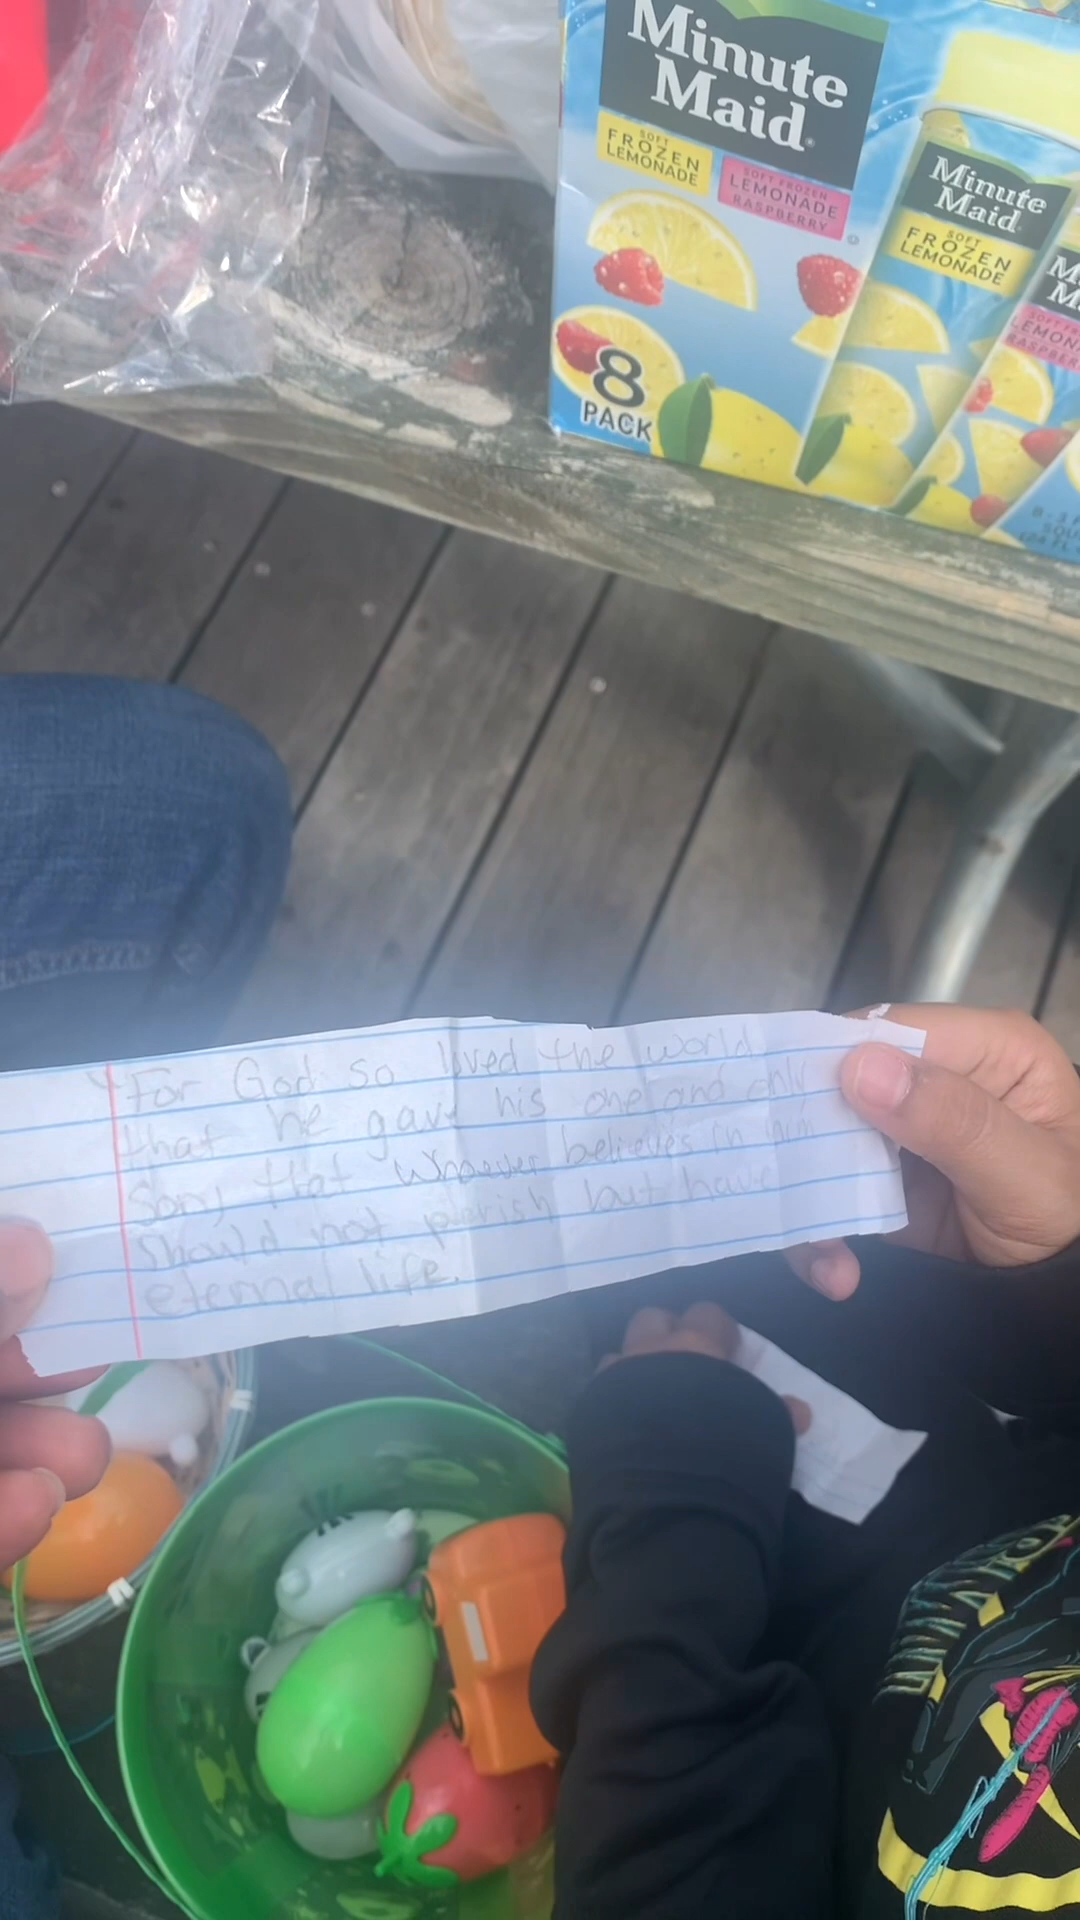 Minute
Maid
SOFT
FROZEN
LEMONADE
SOFT FROZEN
LEMONADE
RASPBERRY
8
PACK
Minute
Maid
SOFT
FROZEN
LEMONADE
For God so loved the world
that he gave his one and only
Son, that whoever believes in him
should not perish but have
eternal life.